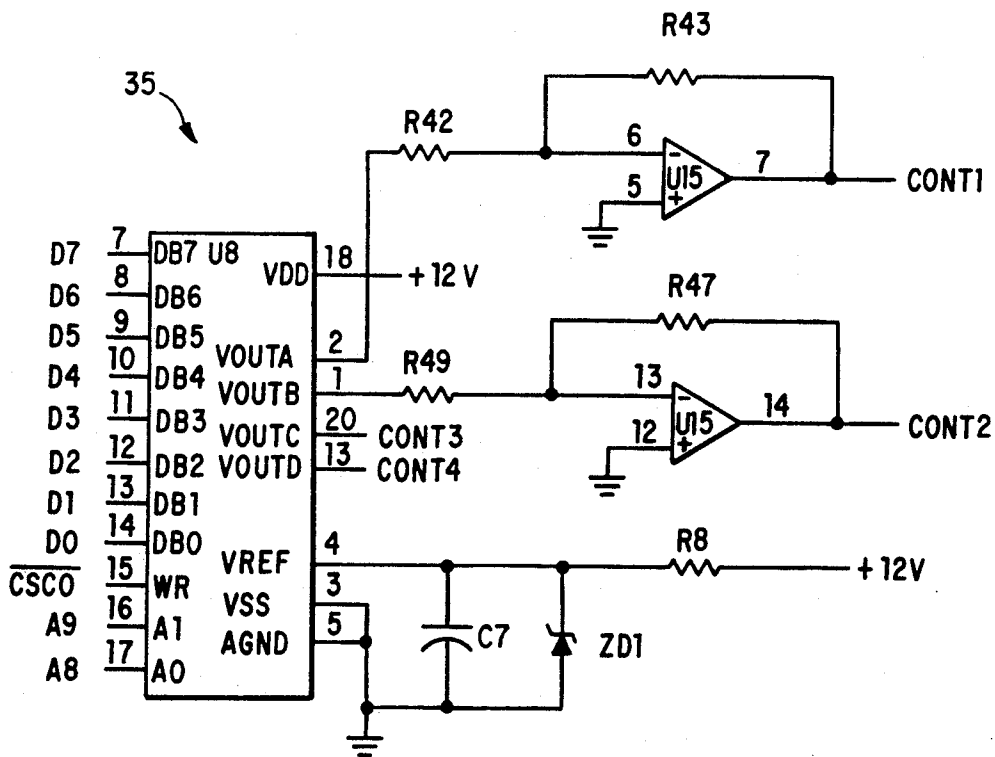 R43
35
R42
6
-
5
U15
+
7
CONT1
D7 7 DB7 U8
VDD 18 +12V
D6 8 DB6
R47
D5 9 DB5
VOUTA 2
D4 10 DB4
R49
VOUTB 1
13
-
D3 11 DB3
VOUTC 20 CONT3
12
U15
+
14
CONT2
D2 12 DB2
VOUTD 13 CONT4
D1 13 DB1
D0 14 DB0
VREF 4
R8
+12V
CSCO 15 WR
VSS 3
A9 16 A1
AGND 5
C7
ZD1
A8 17 A0